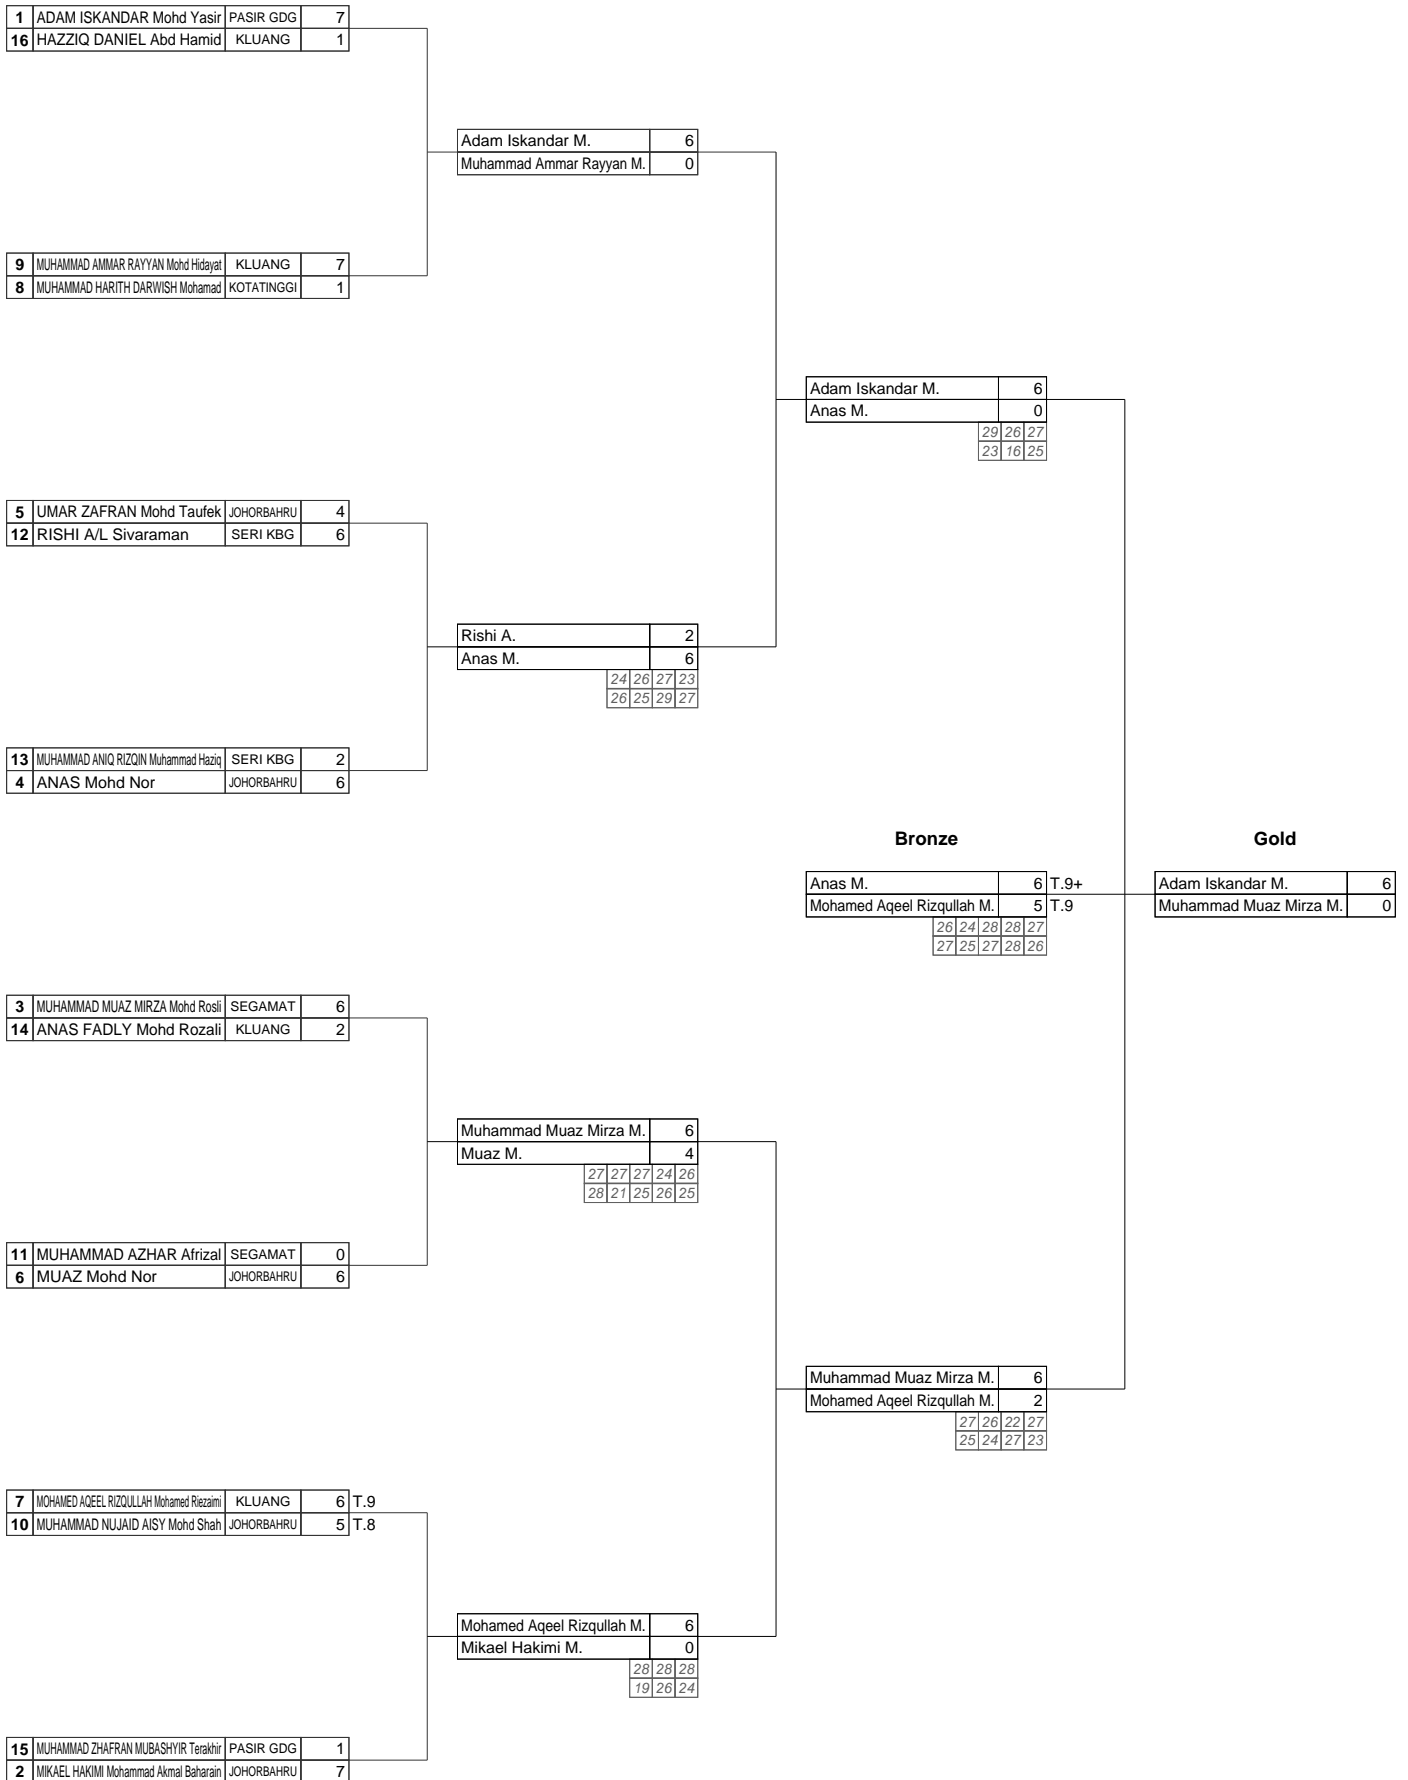 1 ADAM ISKANDAR Mohd Yasir PASIR GDG 7
16 HAZZIQ DANIEL Abd Hamid KLUANG 1
Adam Iskandar M. 6
Muhammad Ammar Rayyan M. 0
9 MUHAMMAD AMMAR RAYYAN Mohd Hidayat KLUANG 7
8 MUHAMMAD HARITH DARWISH Mohamad KOTATINGGI 1
Adam Iskandar M. 6
Anas M. 0
29 26 27
23 16 25
5 UMAR ZAFRAN Mohd Taufek JOHORBAHRU 4
12 RISHI A/L Sivaraman SERI KBG 6
Rishi A. 2
Anas M. 6
24 26 27 23
26 25 29 27
13 MUHAMMAD ANIQ RIZQIN Muhammad Haziq SERI KBG 2
4 ANAS Mohd Nor JOHORBAHRU 6
Bronze Gold
Anas M. 6 T.9+ Adam Iskandar M. 6
Mohamed Aqeel Rizqullah M. 5 T.9 Muhammad Muaz Mirza M. 0
26 24 28 28 27
27 25 27 28 26
3 MUHAMMAD MUAZ MIRZA Mohd Rosli SEGAMAT 6
14 ANAS FADLY Mohd Rozali KLUANG 2
Muhammad Muaz Mirza M. 6
Muaz M. 4
27 27 27 24 26
28 21 25 26 25
11 MUHAMMAD AZHAR Afrizal SEGAMAT 0
6 MUAZ Mohd Nor JOHORBAHRU 6
Muhammad Muaz Mirza M. 6
Mohamed Aqeel Rizqullah M. 2
27 26 22 27
25 24 27 23
7 MOHAMED AQEEL RIZQULLAH Mohamed Riezaimi KLUANG 6 T.9
10 MUHAMMAD NUJAID AISY Mohd Shah JOHORBAHRU 5 T.8
Mohamed Aqeel Rizqullah M. 6
Mikael Hakimi M. 0
28 28 28
19 26 24
15 MUHAMMAD ZHAFRAN MUBASHYIR Terakhir PASIR GDG 1
2 MIKAEL HAKIMI Mohammad Akmal Baharain JOHORBAHRU 7